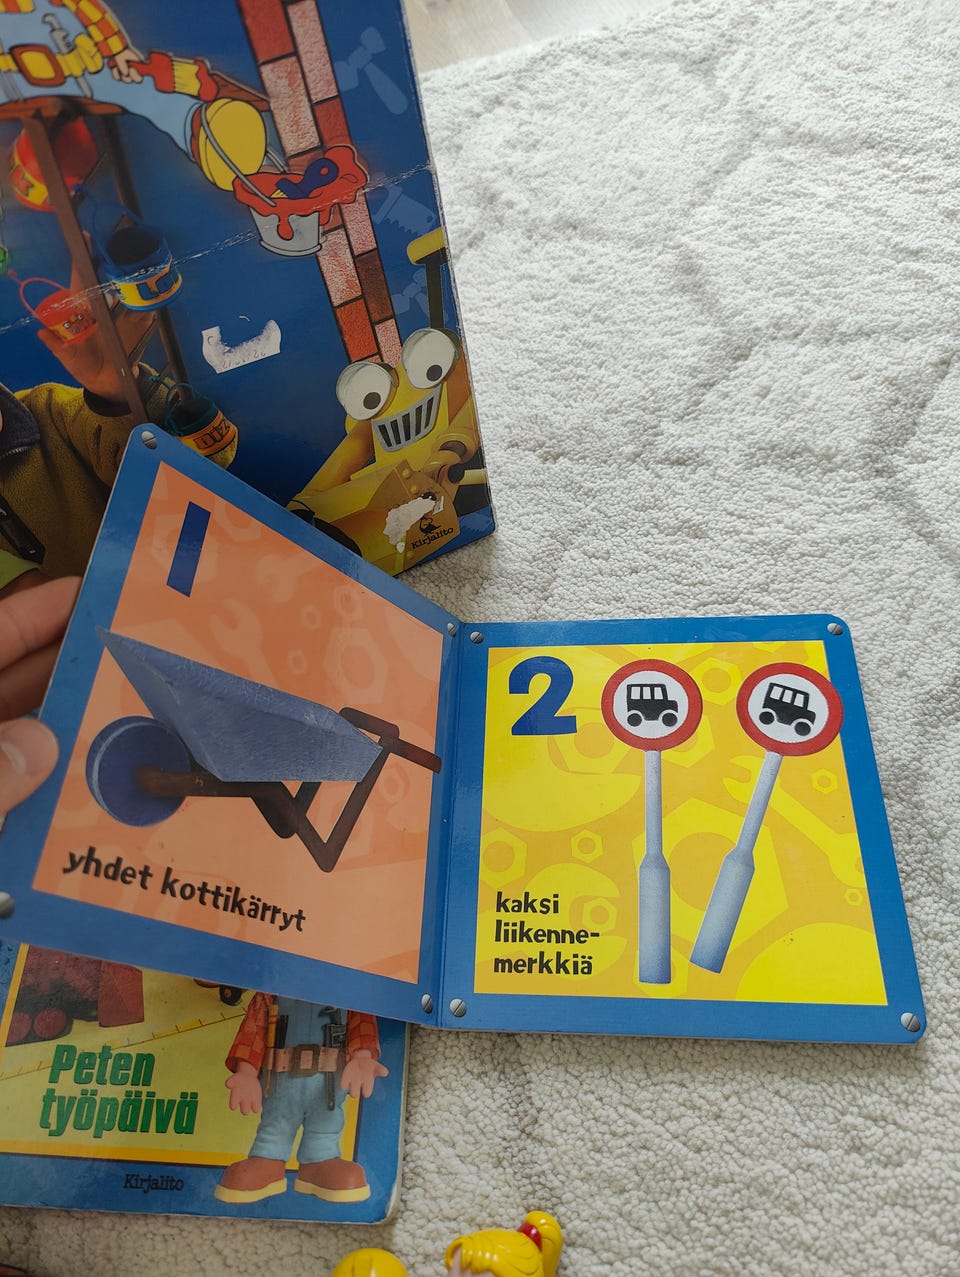 Kirjalito
1
yhdet kottikärryt
2
kaksi
liikenne-
merkkiä
Peten
työpäivä
Kirjalito